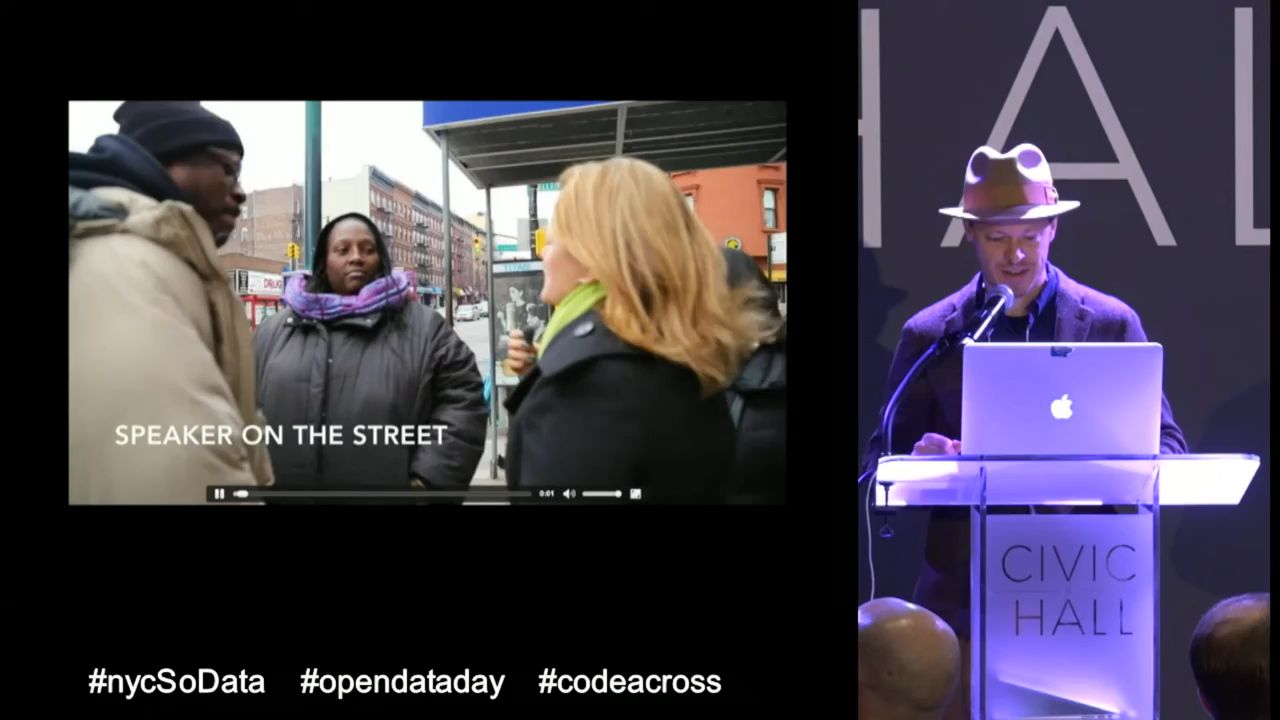 SPEAKER ON THE STREET
0:01
#nycSoData #opendataday #codeacross
HAL
CIVIC
HALL